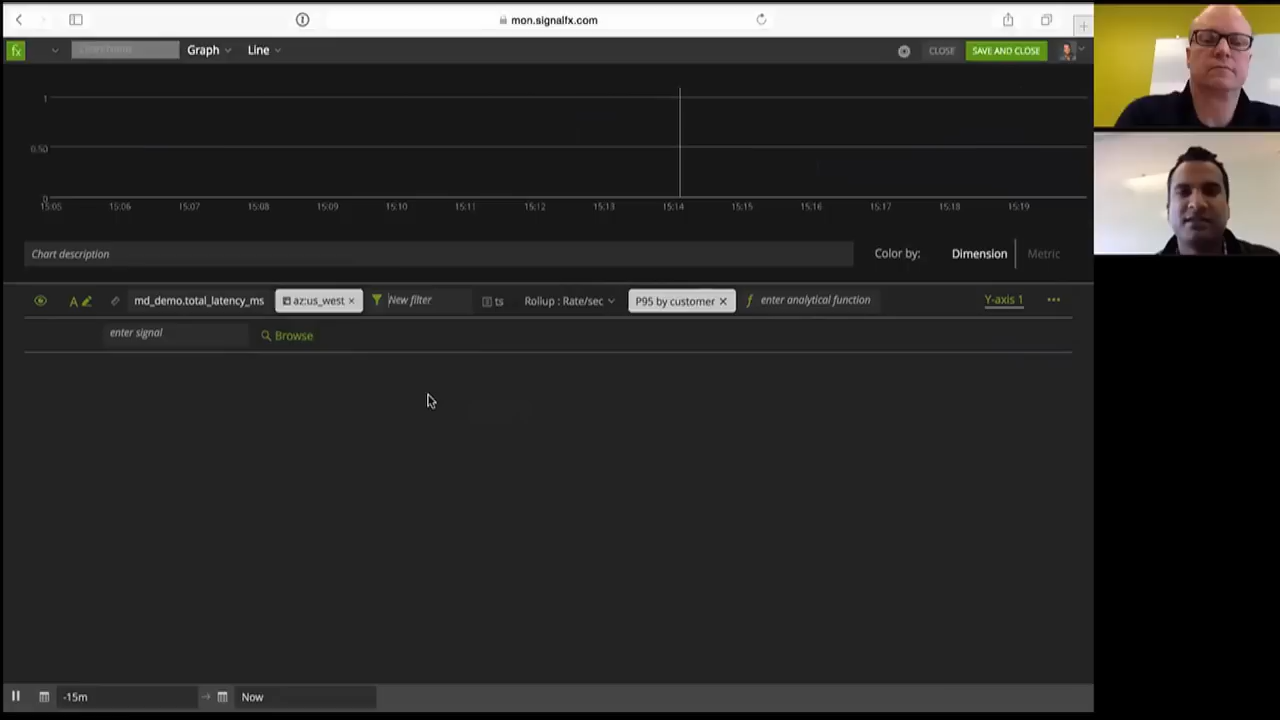 mon.signalfx.com
fx Chart name Graph Line CLOSE SAVE AND CLOSE
1
0.50
0
15:05 15:06 15:07 15:08 15:09 15:10 15:11 15:12 15:13 15:14 15:15 15:16 15:17 15:18 15:19
Chart description Color by: Dimension Metric
A md_demo.total_latency_ms az:us_west × New filter ts Rollup : Rate/sec P95 by customer × f enter analytical function Y-axis 1
enter signal Browse
-15m Now